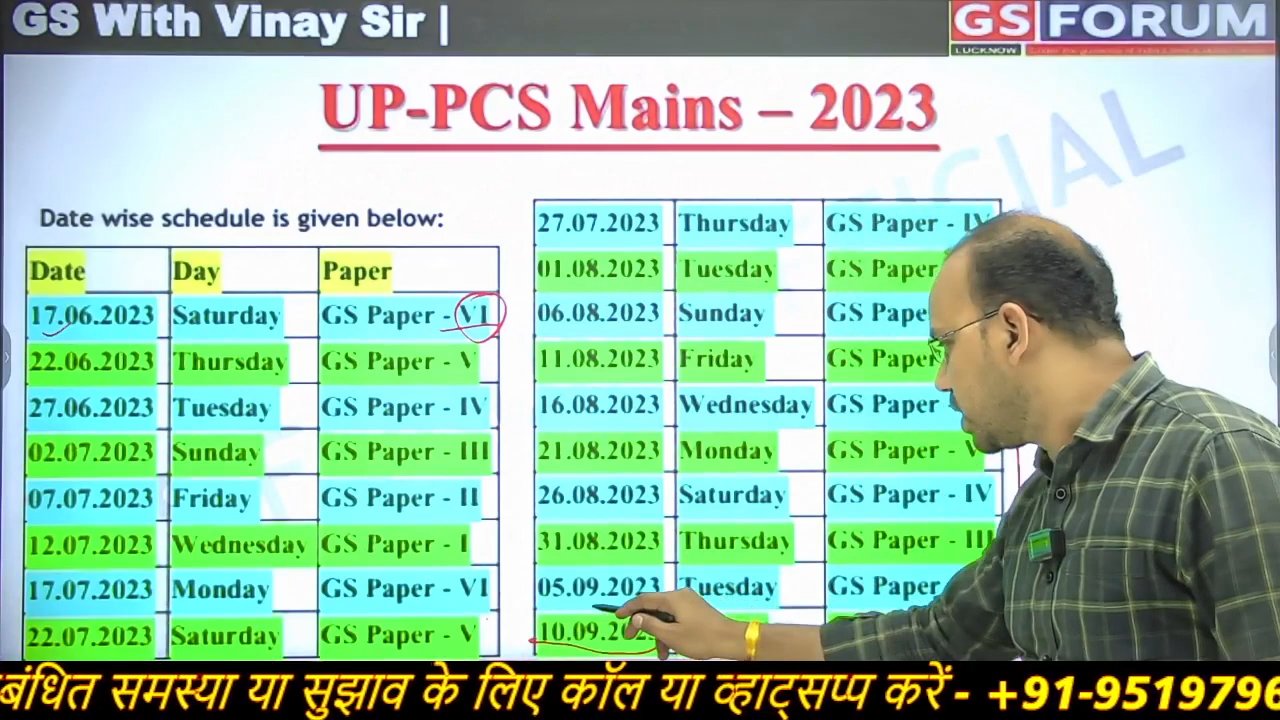 GS With Vinay Sir |
GS FORUM
LUCKNOW
UP-PCS Mains – 2023
CIAL
Date wise schedule is given below:
Date Day Paper
17.06.2023 Saturday GS Paper - VI
22.06.2023 Thursday GS Paper - V
27.06.2023 Tuesday GS Paper - IV
02.07.2023 Sunday GS Paper - III
07.07.2023 Friday GS Paper - II
12.07.2023 Wednesday GS Paper - I
17.07.2023 Monday GS Paper - VI
22.07.2023 Saturday GS Paper - V
27.07.2023 Thursday GS Paper - IV
01.08.2023 Tuesday GS Paper
06.08.2023 Sunday GS Pape
11.08.2023 Friday GS Paper
16.08.2023 Wednesday GS Paper -
21.08.2023 Monday GS Paper - V
26.08.2023 Saturday GS Paper - IV
31.08.2023 Thursday GS Paper - III
05.09.2023 Tuesday GS Paper
10.09.2023
बंधित समस्या या सुझाव के लिए कॉल या व्हाट्सप्प करें - +91-9519796